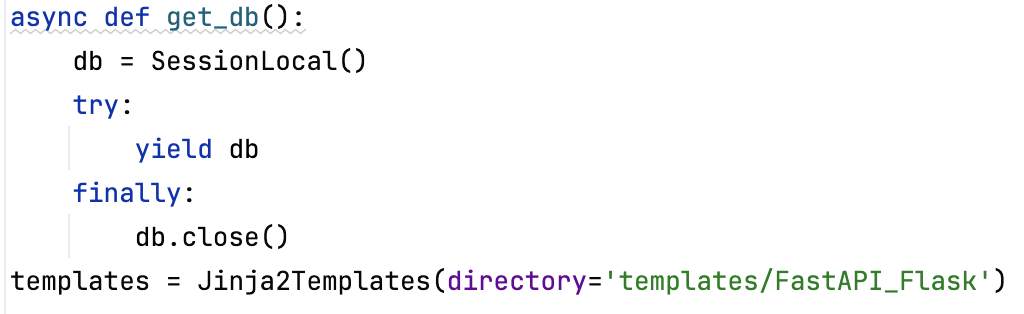 async def get_db():
    db = SessionLocal()
    try:
        yield db
    finally:
        db.close()
templates = Jinja2Templates(directory='templates/FastAPI_Flask')